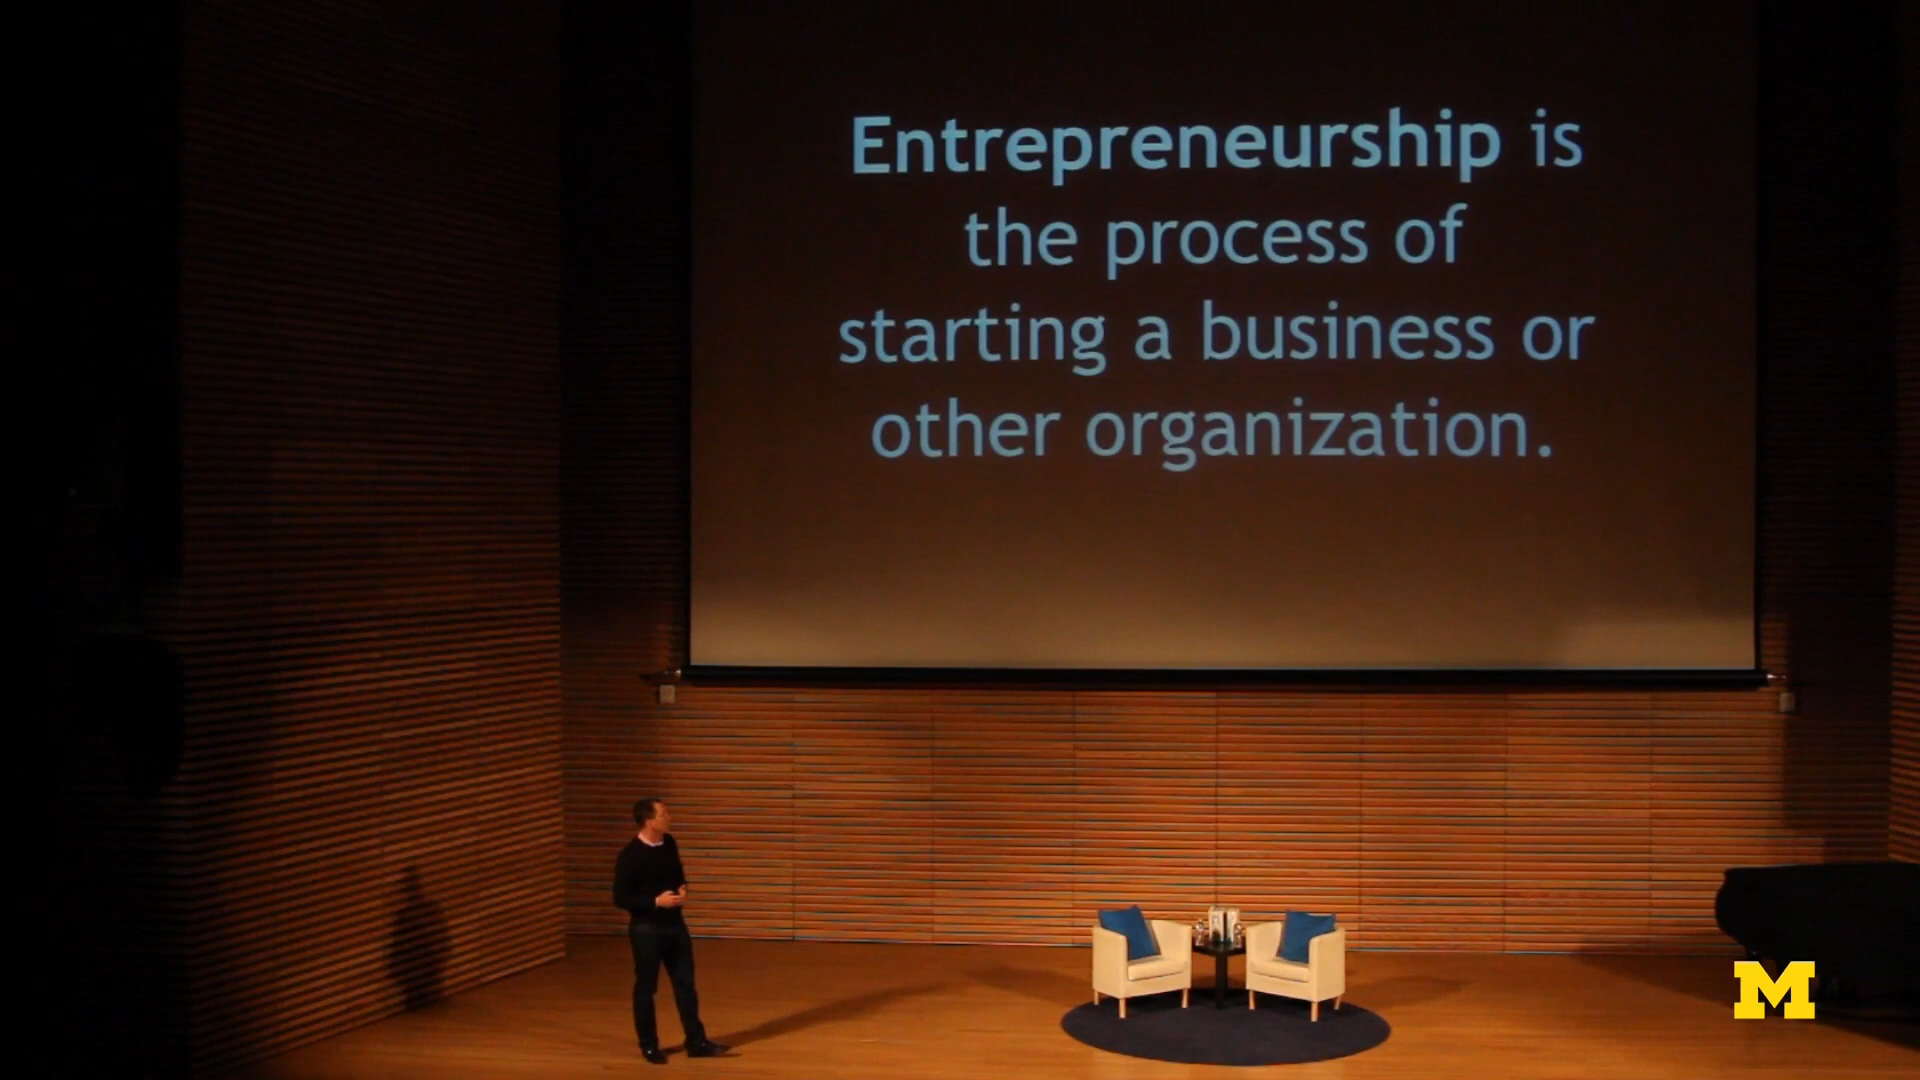 Entrepreneurship is
the process of
starting a business or
other organization.
M